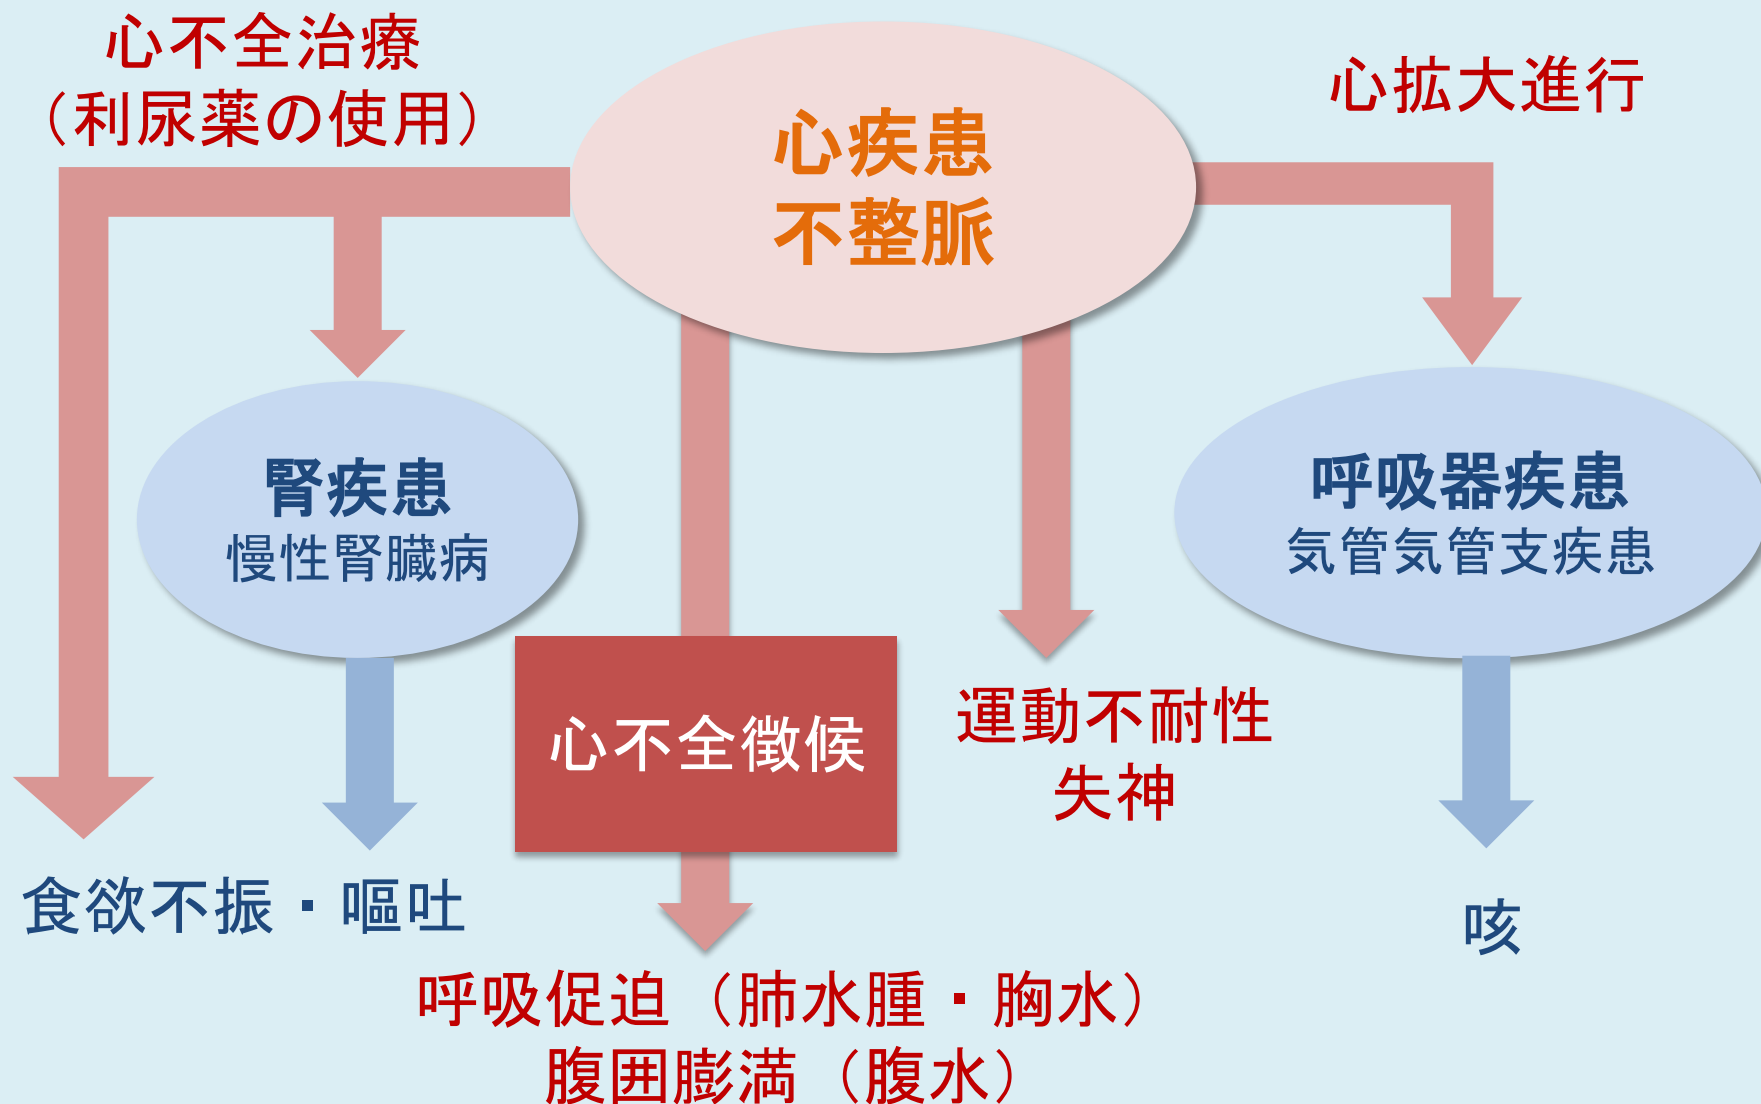 心不全治療
（利尿薬の使用）
心疾患
不整脈
心拡大進行
腎疾患
慢性腎臓病
呼吸器疾患
気管気管支疾患
心不全徴候
運動不耐性
失神
食欲不振・嘔吐
咳
呼吸促迫（肺水腫・胸水）
腹囲膨満（腹水）